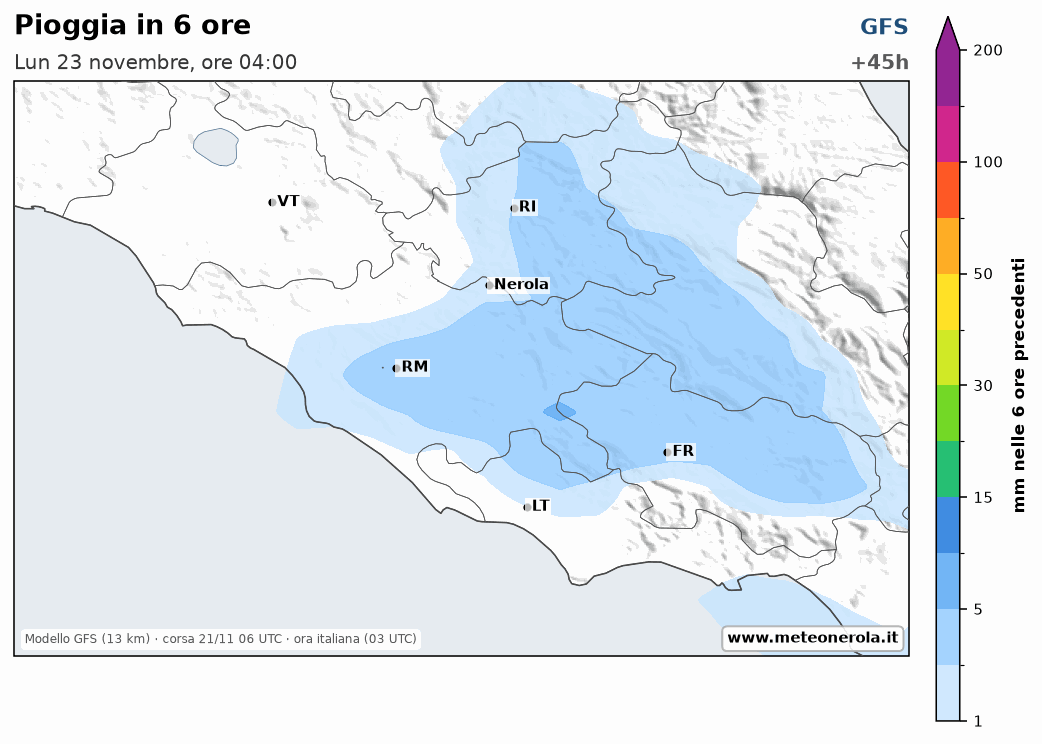 Pioggia in 6 ore
GFS
Lun 23 novembre, ore 04:00
+45h
VT
RI
Nerola
RM
FR
LT
200
100
50
30
15
5
1
mm nelle 6 ore precedenti
Modello GFS (13 km) · corsa 21/11 06 UTC · ora italiana (03 UTC)
www.meteonerola.it